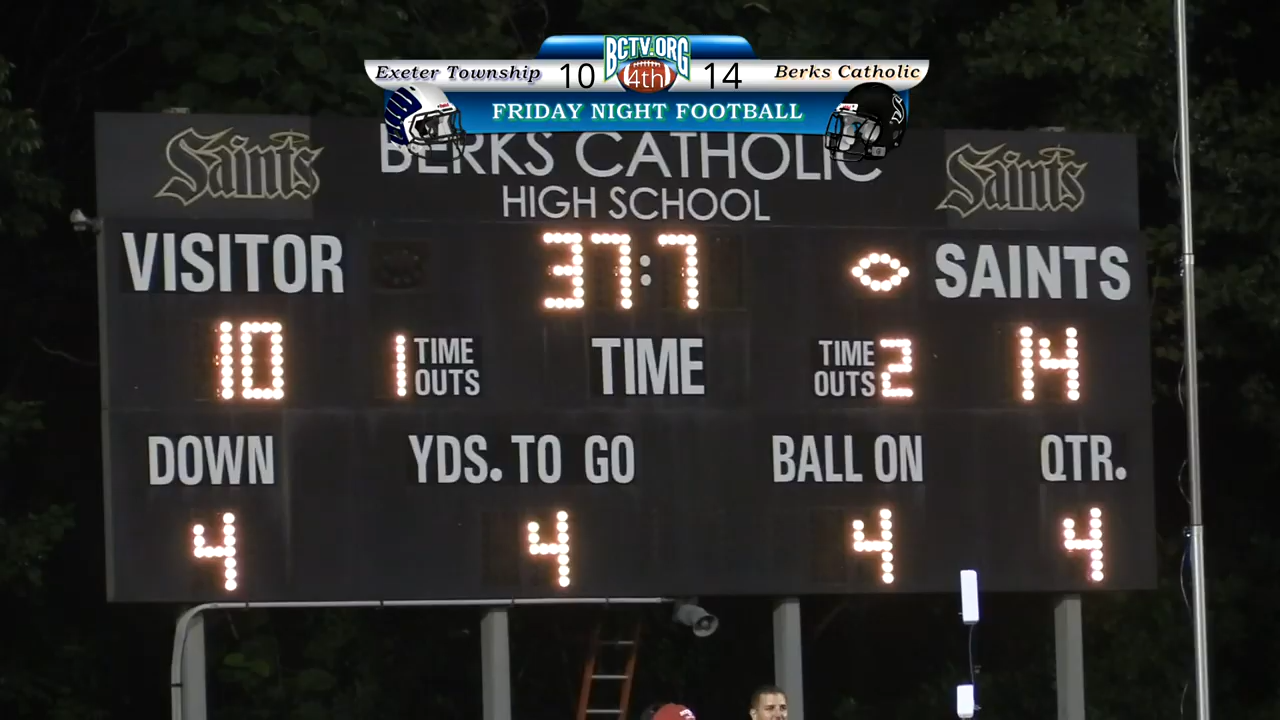 BCTV.ORG
Exeter Township 10 4th 14 Berks Catholic
FRIDAY NIGHT FOOTBALL
Saints BERKS CATHOLIC Saints
HIGH SCHOOL
VISITOR 37:7 SAINTS
10 1 TIME OUTS TIME TIME OUTS 2 14
DOWN YDS. TO GO BALL ON QTR.
4 4 4 4